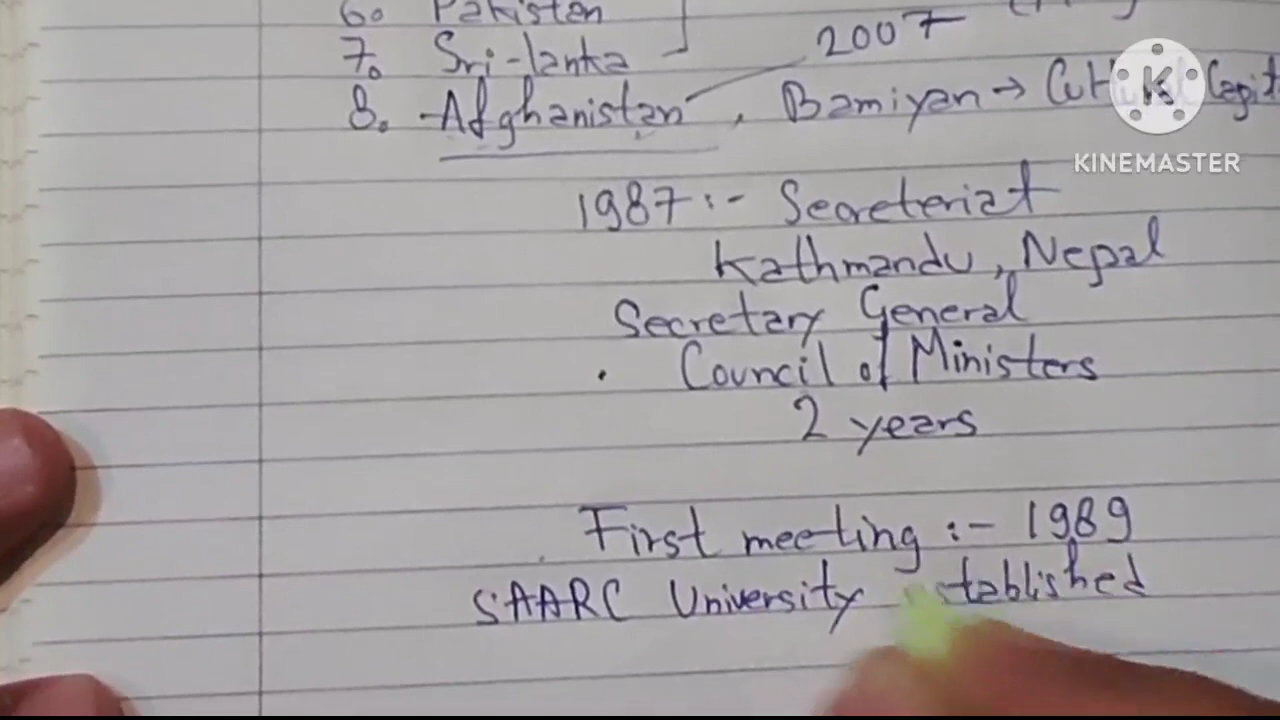 6. Pakistan
7. Sri-lanka
2007
8. Afghanistan, Bamiyan → Cultural Capit
K
KINEMASTER
1987 :- Secreteriat
Kathmandu, Nepal
Secretary General
. Council of Ministers
2 years
First meeting :- 1989
SAARC University established